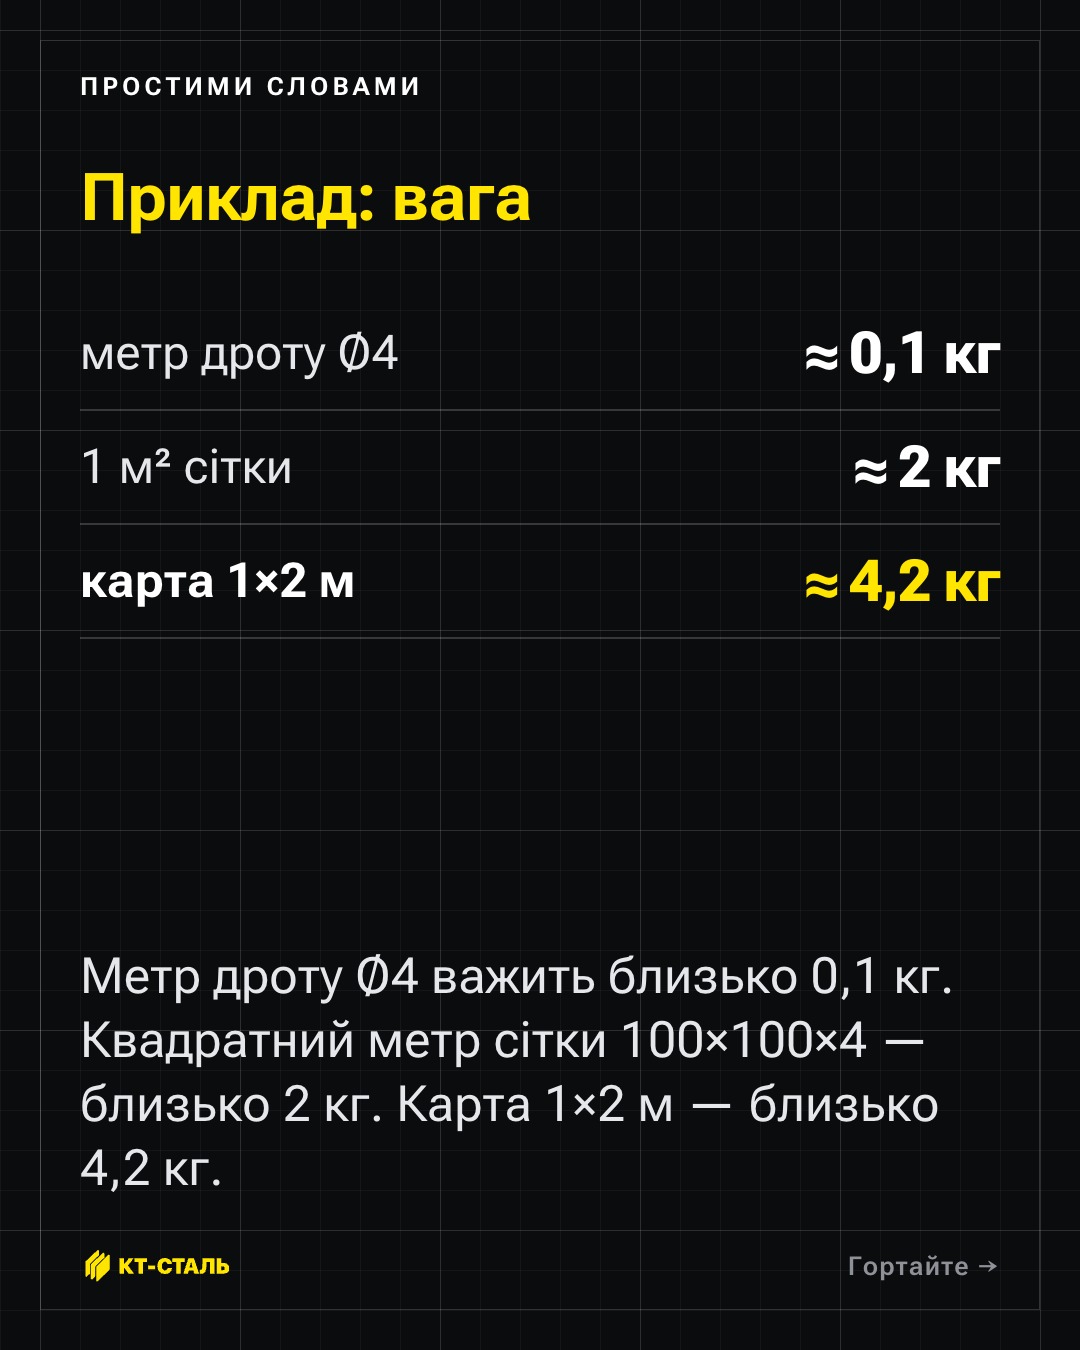 ПРОСТИМИ СЛОВАМИ
Приклад: вага
метр дроту Ø4 ≈ 0,1 кг
1 м² сітки ≈ 2 кг
карта 1×2 м ≈ 4,2 кг
Метр дроту Ø4 важить близько 0,1 кг.
Квадратний метр сітки 100×100×4 —
близько 2 кг. Карта 1×2 м — близько
4,2 кг.
КТ-СТАЛЬ
Гортайте →